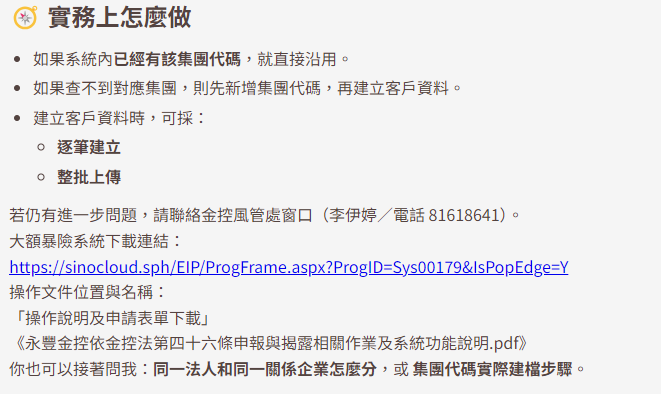 實務上怎麼做
如果系統內已經有該集團代碼，就直接沿用。
如果查不到對應集團，則先新增集團代碼，再建立客戶資料。
建立客戶資料時，可採：
逐筆建立
整批上傳
若仍有進一步問題，請聯絡金控風管處窗口（李伊婷／電話 81618641）。
大額暴險系統下載連結：
https://sinocloud.sph/EIP/ProgFrame.aspx?ProgID=Sys00179&IsPopEdge=Y
操作文件位置與名稱：
「操作說明及申請表單下載」
《永豐金控依金控法第四十六條申報與揭露相關作業及系統功能說明.pdf》
你也可以接著問我：同一法人和同一關係企業怎麼分，或 集團代碼實際建檔步驟。